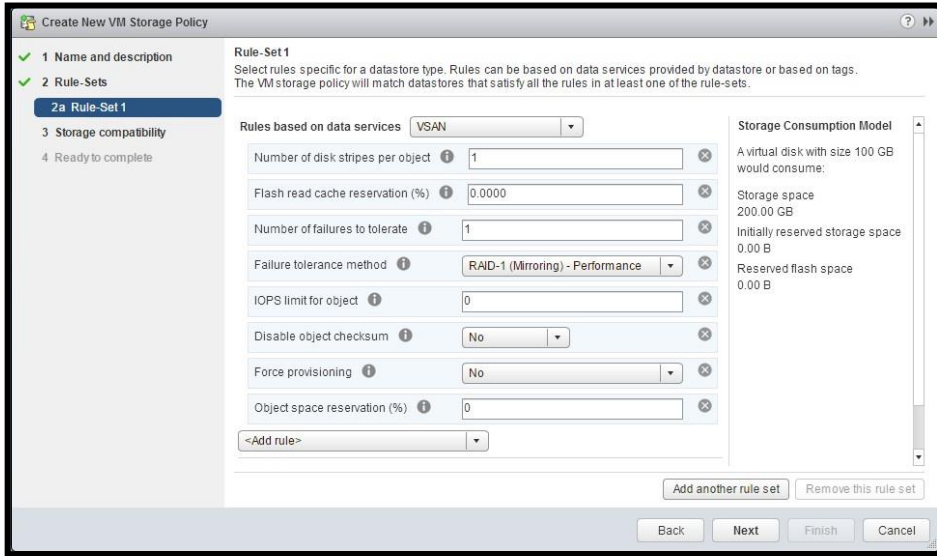 Create New VM Storage Policy
?
1 Name and description
2 Rule-Sets
2a Rule-Set 1
3 Storage compatibility
4 Ready to complete
Rule-Set 1
Select rules specific for a datastore type. Rules can be based on data services provided by datastore or based on tags.
The VM storage policy will match datastores that satisfy all the rules in at least one of the rule-sets.
Rules based on data services VSAN
Number of disk stripes per object 1
Flash read cache reservation (%) 0.0000
Number of failures to tolerate 1
Failure tolerance method RAID-1 (Mirroring) - Performance
IOPS limit for object 0
Disable object checksum No
Force provisioning No
Object space reservation (%) 0
<Add rule>
Storage Consumption Model
A virtual disk with size 100 GB
would consume:
Storage space
200.00 GB
Initially reserved storage space
0.00 B
Reserved flash space
0.00 B
Add another rule set Remove this rule set
Back Next Finish Cancel